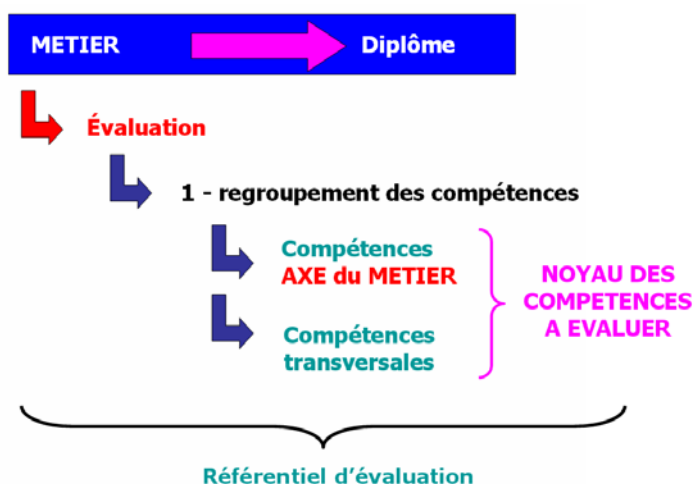 METIER Diplôme
Évaluation
1 - regroupement des compétences
Compétences
AXE du METIER
Compétences
transversales
NOYAU DES
COMPETENCES
A EVALUER
Référentiel d'évaluation